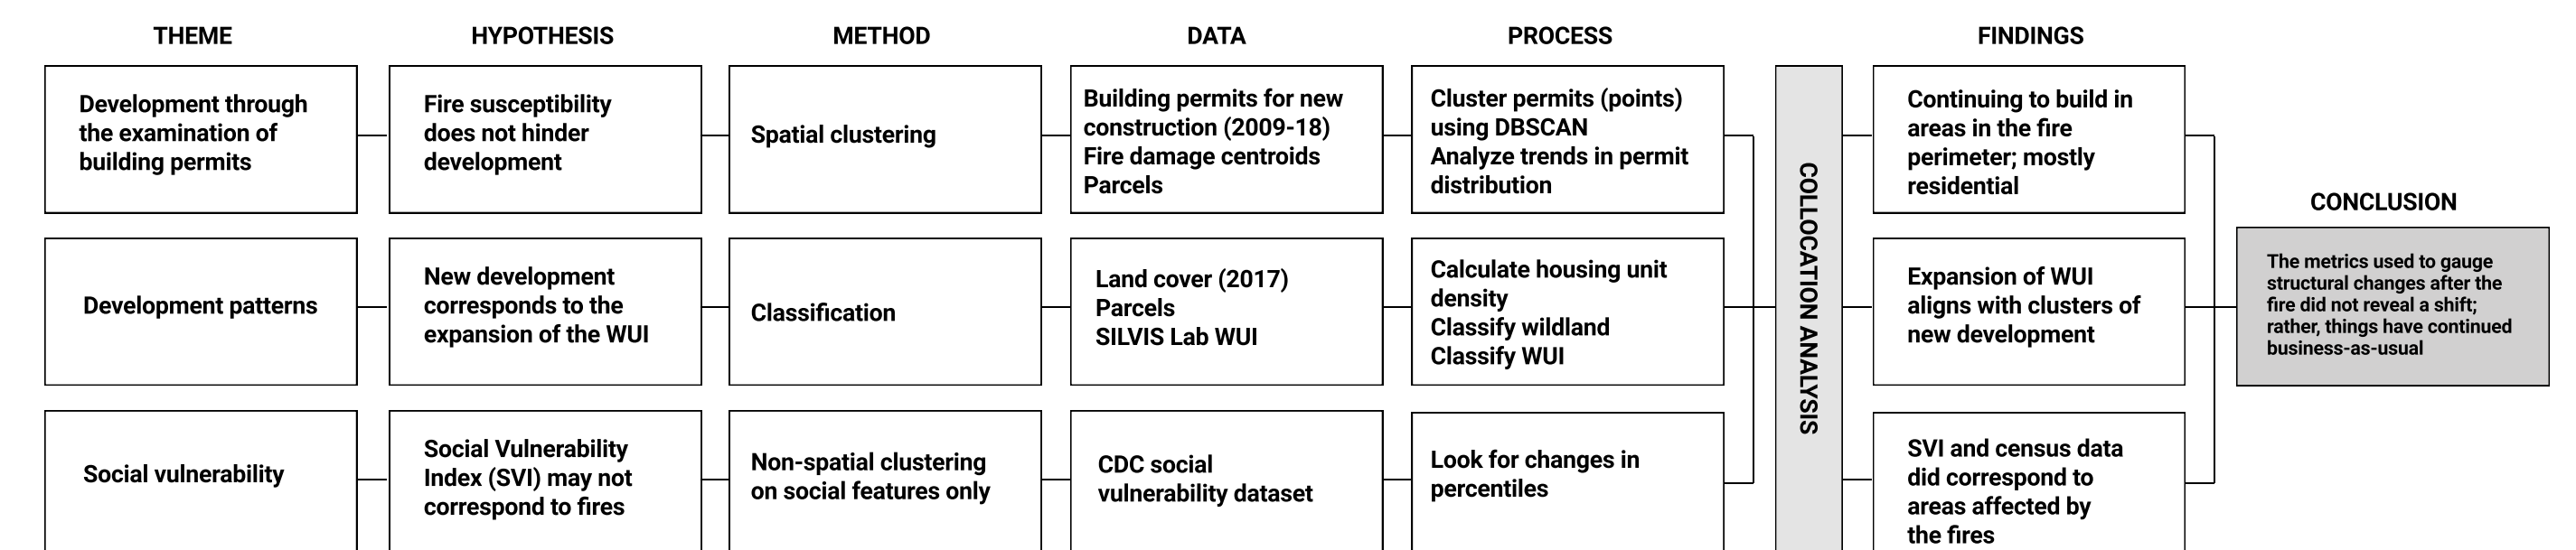 THEME
HYPOTHESIS
METHOD
DATA
PROCESS
FINDINGS
Development through
the examination of
building permits
Fire susceptibility
does not hinder
development
Spatial clustering
Building permits for new
construction (2009-18)
Fire damage centroids
Parcels
Cluster permits (points)
using DBSCAN
Analyze trends in permit
distribution
Continuing to build in
areas in the fire
perimeter; mostly
residential
Development patterns
New development
corresponds to the
expansion of the WUI
Classification
Land cover (2017)
Parcels
SILVIS Lab WUI
Calculate housing unit
density
Classify wildland
Classify WUI
Expansion of WUI
aligns with clusters of
new development
Social vulnerability
Social Vulnerability
Index (SVI) may not
correspond to fires
Non-spatial clustering
on social features only
CDC social
vulnerability dataset
Look for changes in
percentiles
SVI and census data
did correspond to
areas affected by
the fires
COLLOCATION ANALYSIS
CONCLUSION
The metrics used to gauge
structural changes after the
fire did not reveal a shift;
rather, things have continued
business-as-usual